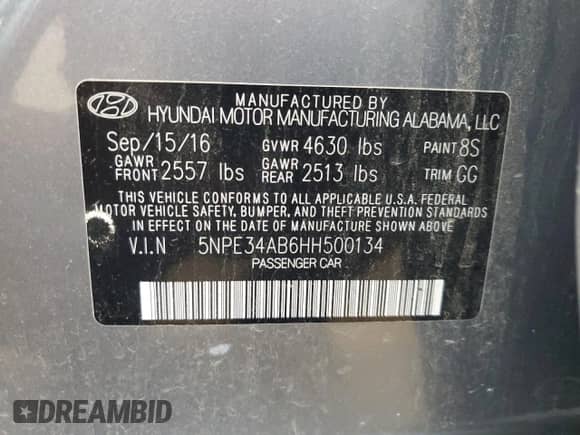 MANUFACTURED BY
HYUNDAI MOTOR MANUFACTURING ALABAMA, LLC
Sep/15/16 GVWR 4630 lbs PAINT 8S
GAWR FRONT 2557 lbs GAWR REAR 2513 lbs TRIM GG
THIS VEHICLE CONFORMS TO ALL APPLICABLE U.S.A. FEDERAL
MOTOR VEHICLE SAFETY, BUMPER, AND THEFT PREVENTION STANDARDS
IN EFFECT ON THE DATE OF MANUFACTURE SHOWN ABOVE.
V.I.N 5NPE34AB6HH500134
PASSENGER CAR
DREAMBID